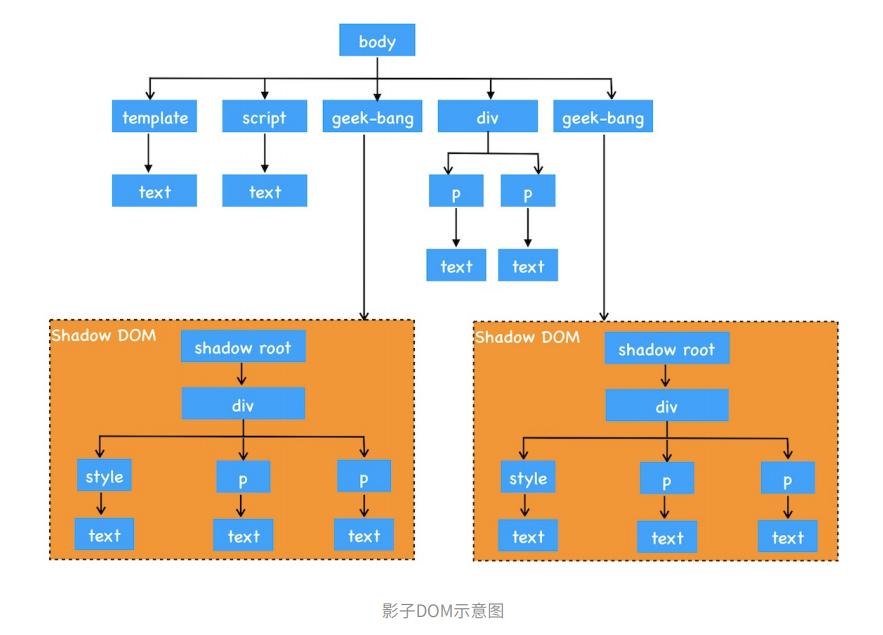 body
template script geek-bang div geek-bang
text text p p
text text
Shadow DOM
shadow root
div
style p p
text text text
Shadow DOM
shadow root
div
style p p
text text text
影子DOM示意图